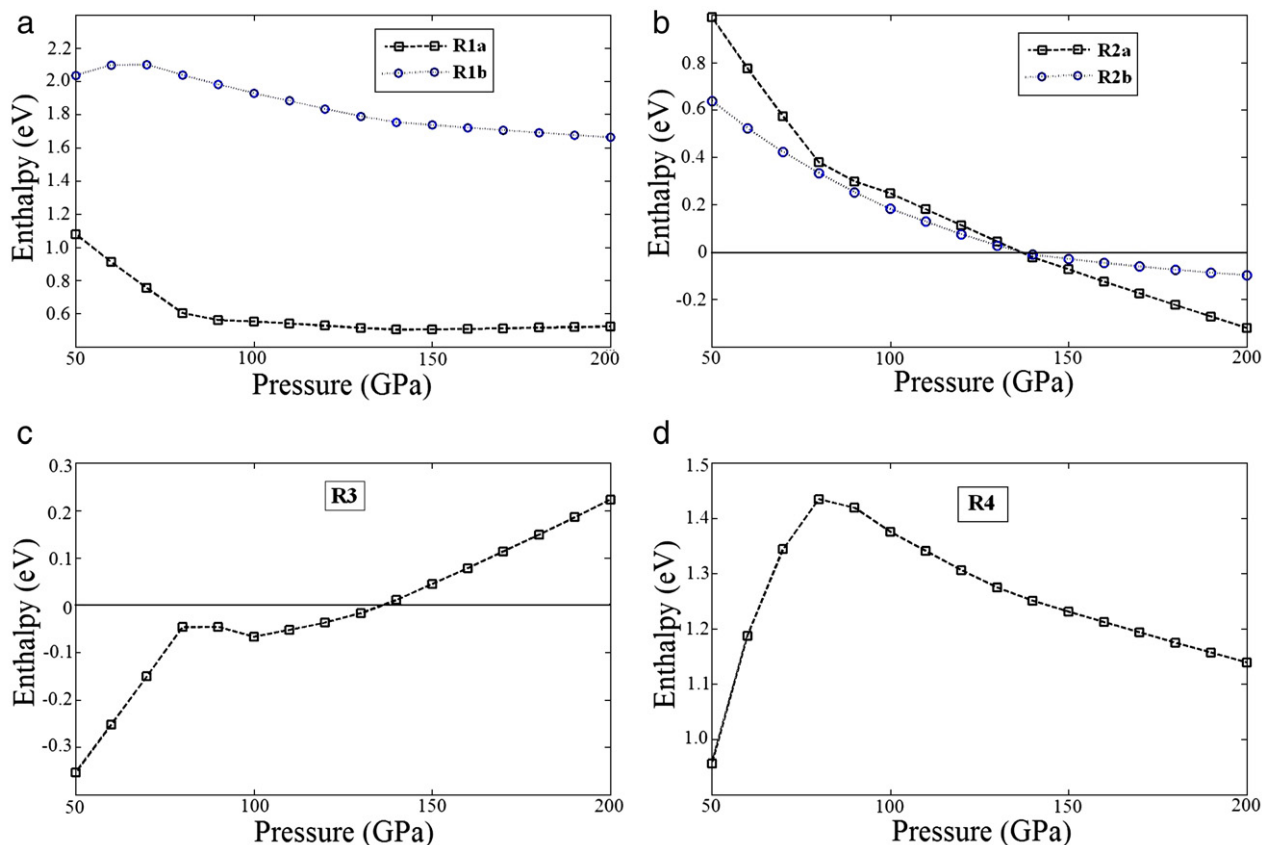 a
2.2
2.0
1.8
1.6
1.4
1.2
1.0
0.8
0.6
Enthalpy (eV)
R1a
R1b
50
100
150
200
Pressure (GPa)
b
0.8
0.6
0.4
0.2
0
-0.2
Enthalpy (eV)
R2a
R2b
50
100
150
200
Pressure (GPa)
c
0.3
0.2
0.1
0
-0.1
-0.2
-0.3
Enthalpy (eV)
R3
50
100
150
200
Pressure (GPa)
d
1.5
1.4
1.3
1.2
1.1
1.0
Enthalpy (eV)
R4
50
100
150
200
Pressure (GPa)